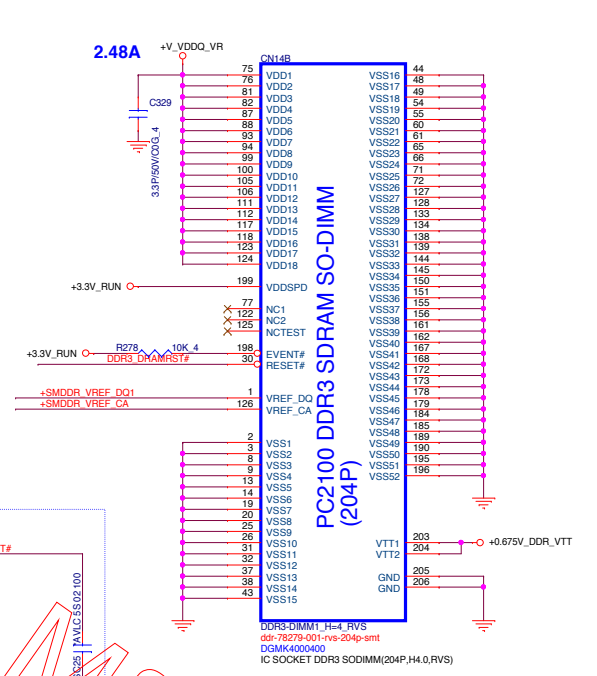 2.48A
+V_VDDQ_VR
CN14B
C329
3.3P/50V/C0G_4
75 VDD1
76 VDD2
81 VDD3
82 VDD4
87 VDD5
88 VDD6
93 VDD7
94 VDD8
99 VDD9
100 VDD10
105 VDD11
106 VDD12
111 VDD13
112 VDD14
117 VDD15
118 VDD16
123 VDD17
124 VDD18
+3.3V_RUN 199 VDDSPD
77 NC1
122 NC2
125 NCTEST
+3.3V_RUN R278 10K_4 198 EVENT#
DDR3_DRAMRST# 30 RESET#
+SMDDR_VREF_DQ1 1 VREF_DQ
+SMDDR_VREF_CA 126 VREF_CA
2 VSS1
3 VSS2
8 VSS3
9 VSS4
13 VSS5
14 VSS6
19 VSS7
20 VSS8
25 VSS9
26 VSS10
31 VSS11
32 VSS12
37 VSS13
38 VSS14
43 VSS15
PC2100 DDR3 SDRAM SO-DIMM
(204P)
VSS16 44
VSS17 48
VSS18 49
VSS19 54
VSS20 55
VSS21 60
VSS22 61
VSS23 65
VSS24 66
VSS25 71
VSS26 72
VSS27 127
VSS28 128
VSS29 133
VSS30 134
VSS31 138
VSS32 139
VSS33 144
VSS34 145
VSS35 150
VSS36 151
VSS37 155
VSS38 156
VSS39 161
VSS40 162
VSS41 167
VSS42 168
VSS43 172
VSS44 173
VSS45 178
VSS46 179
VSS47 184
VSS48 185
VSS49 189
VSS50 190
VSS51 195
VSS52 196
VTT1 203 +0.675V_DDR_VTT
VTT2 204
GND 205
GND 206
DDR3-DIMM1_H=4_RVS
ddr-78279-001-rvs-204p-smt
DGMK4000400
IC SOCKET DDR3 SODIMM(204P,H4.0,RVS)
T#